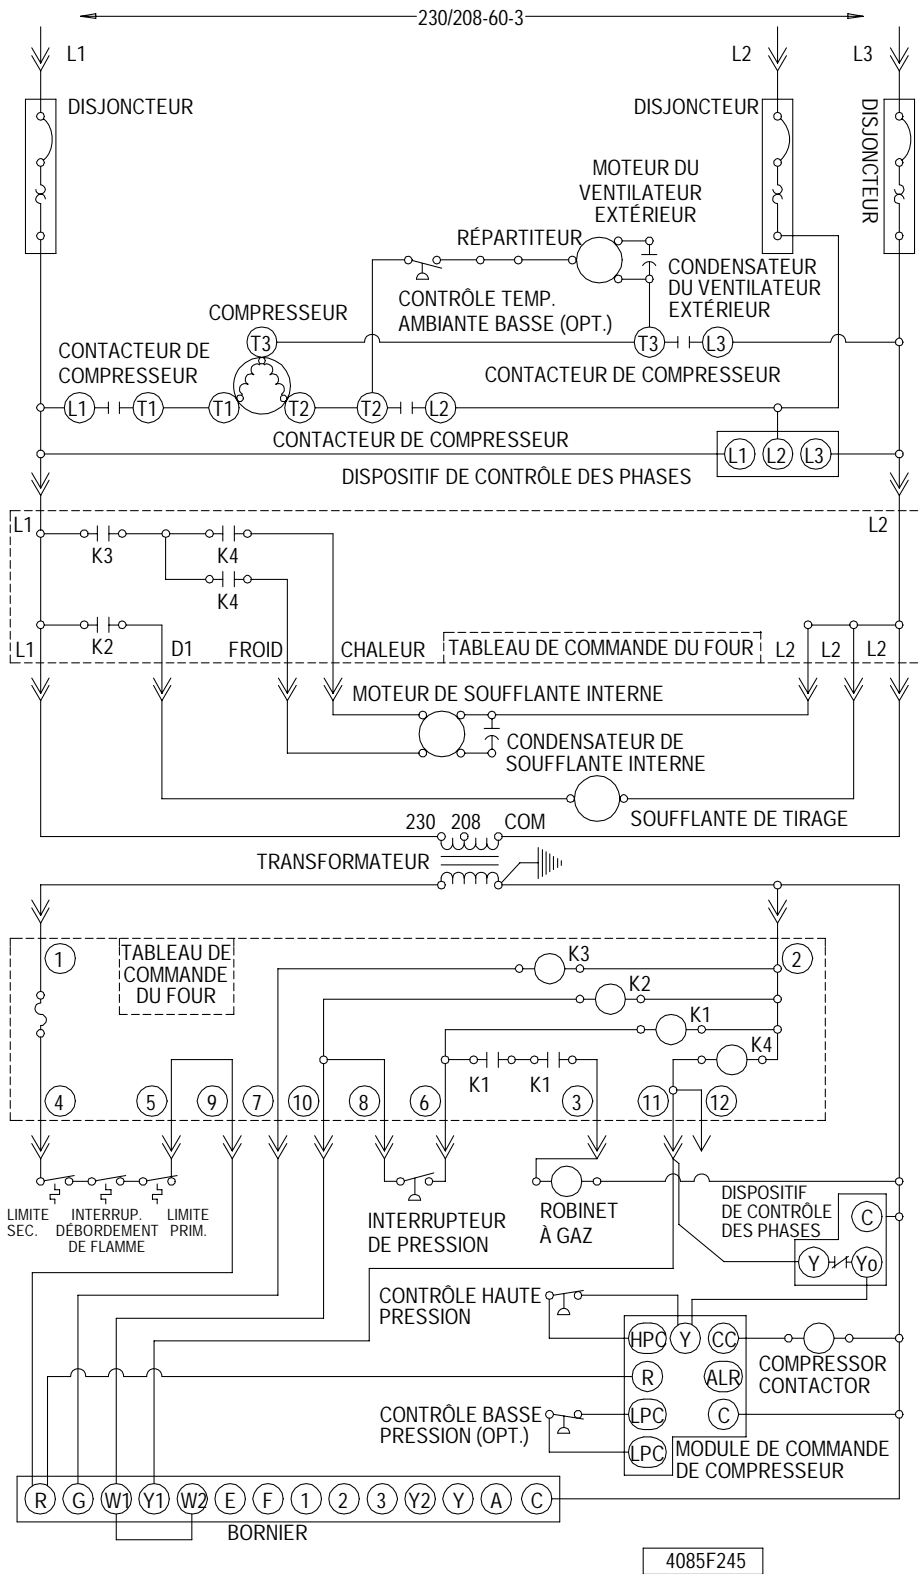 230/208-60-3
L1
L2
L3
DISJONCTEUR
DISJONCTEUR
DISJONCTEUR
MOTEUR DU
VENTILATEUR
EXTÉRIEUR
RÉPARTITEUR
CONDENSATEUR
DU VENTILATEUR
EXTÉRIEUR
CONTRÔLE TEMP.
AMBIANTE BASSE (OPT.)
COMPRESSEUR
T3
T3
L3
CONTACTEUR DE
COMPRESSEUR
CONTACTEUR DE COMPRESSEUR
L1
T1
T1
T2
T2
L2
CONTACTEUR DE COMPRESSEUR
L1
L2
L3
DISPOSITIF DE CONTRÔLE DES PHASES
L1
L2
K3
K4
K4
K2
L1
D1
FROID
CHALEUR
TABLEAU DE COMMANDE DU FOUR
L2
L2
L2
MOTEUR DE SOUFFLANTE INTERNE
CONDENSATEUR DE
SOUFFLANTE INTERNE
SOUFFLANTE DE TIRAGE
230
208
COM
TRANSFORMATEUR
1
TABLEAU DE
COMMANDE
DU FOUR
2
K3
K2
K1
K4
K1
K1
4
5
9
7
10
8
6
3
11
12
LIMITE
SEC.
INTERRUP.
DÉBORDEMENT
DE FLAMME
LIMITE
PRIM.
INTERRUPTEUR
DE PRESSION
ROBINET
À GAZ
DISPOSITIF
DE CONTRÔLE
DES PHASES
C
Y
Yo
CONTRÔLE HAUTE
PRESSION
HPC
Y
CC
COMPRESSOR
CONTACTOR
R
ALR
CONTRÔLE BASSE
PRESSION (OPT.)
LPC
C
LPC
MODULE DE COMMANDE
DE COMPRESSEUR
R
G
W1
Y1
W2
E
F
1
2
3
Y2
Y
A
C
BORNIER
4085F245